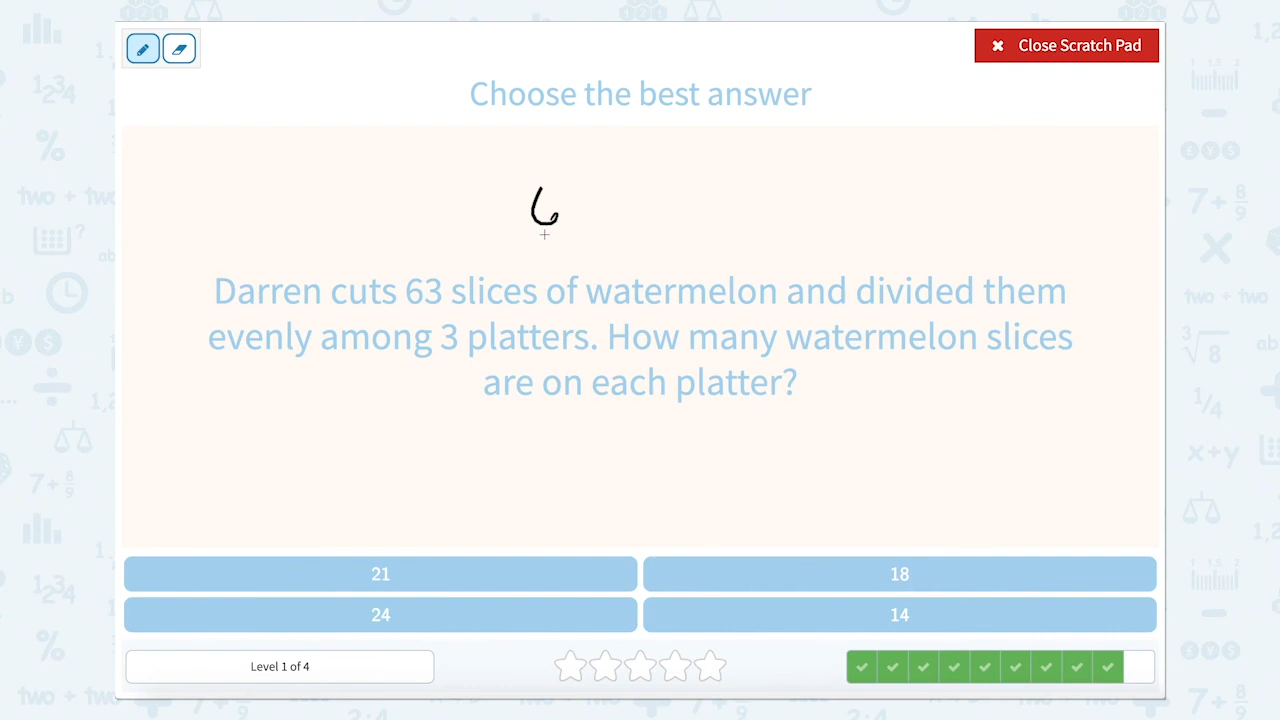 Close Scratch Pad
Choose the best answer
6
Darren cuts 63 slices of watermelon and divided them
evenly among 3 platters. How many watermelon slices
are on each platter?
21
18
24
14
Level 1 of 4